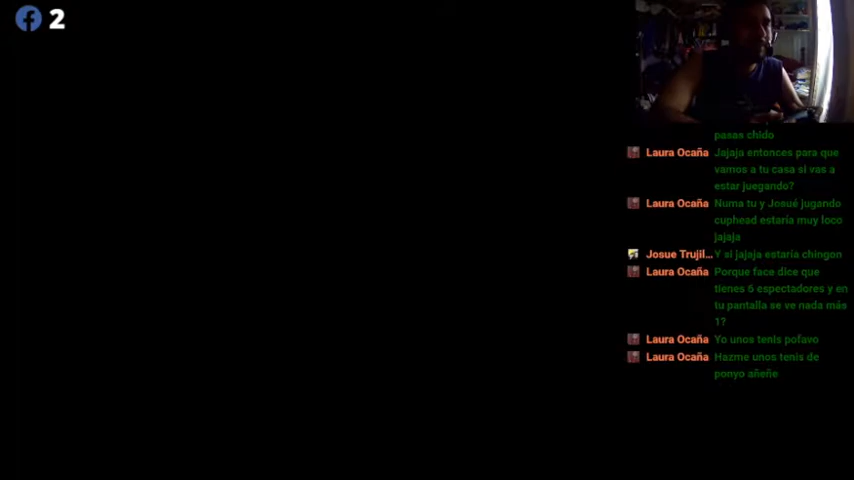 2
pasas chido
Laura Ocaña Jajaja entonces para que
vamos a tu casa si vas a
estar juegando?
Laura Ocaña Numa tu y Josué jugando
cuphead estaria muy loco
jajaja
Josue Trujil... Y si jajaja estaria chingon
Laura Ocaña Porque face dice que
tienes 6 espectadores y en
tu pantalla se ve nada más
1?
Laura Ocaña Yo unos tenis pofavo
Laura Ocaña Hazme unos tenis de
ponyo añeñe